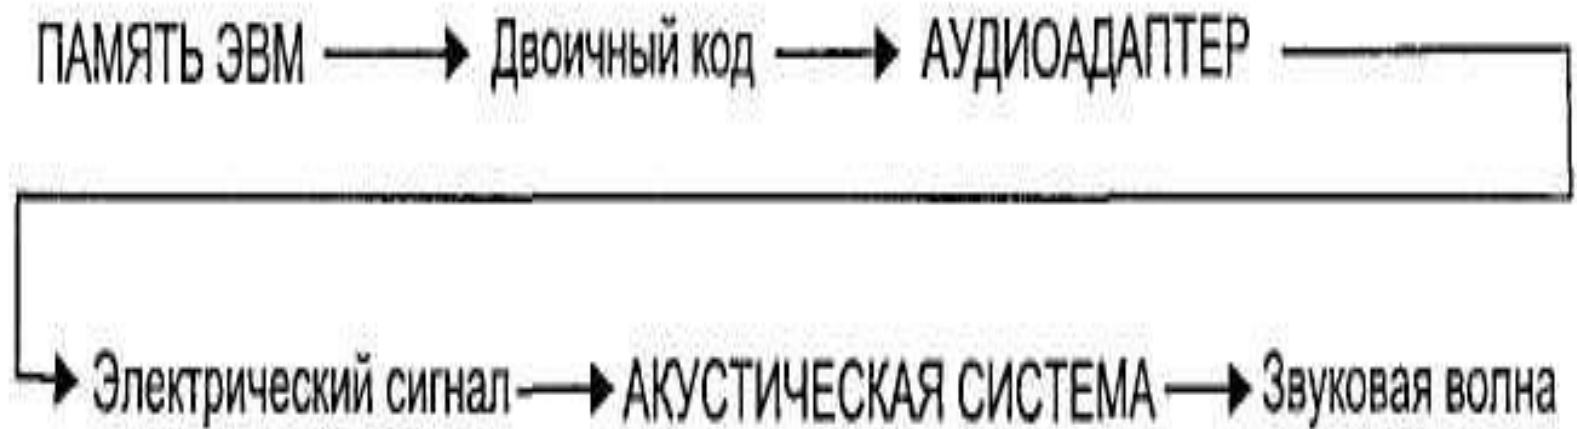 ПАМЯТЬ ЭВМ Двоичный код АУДИОАДАПТЕР
Электрический сигнал АКУСТИЧЕСКАЯ СИСТЕМА Звуковая волна